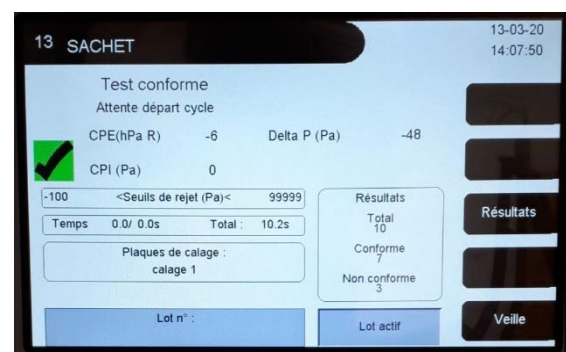 13 SACHET
13-03-20
14:07:50
Test conforme
Attente départ cycle
CPE(hPa R) -6 Delta P (Pa) -48
CPI (Pa) 0
-100 <Seuils de rejet (Pa)< 99999
Temps 0.0/ 0.0s Total : 10.2s
Plaques de calage :
calage 1
Résultats
Total
10
Conforme
7
Non conforme
3
Lot n° :
Lot actif
Résultats
Veille